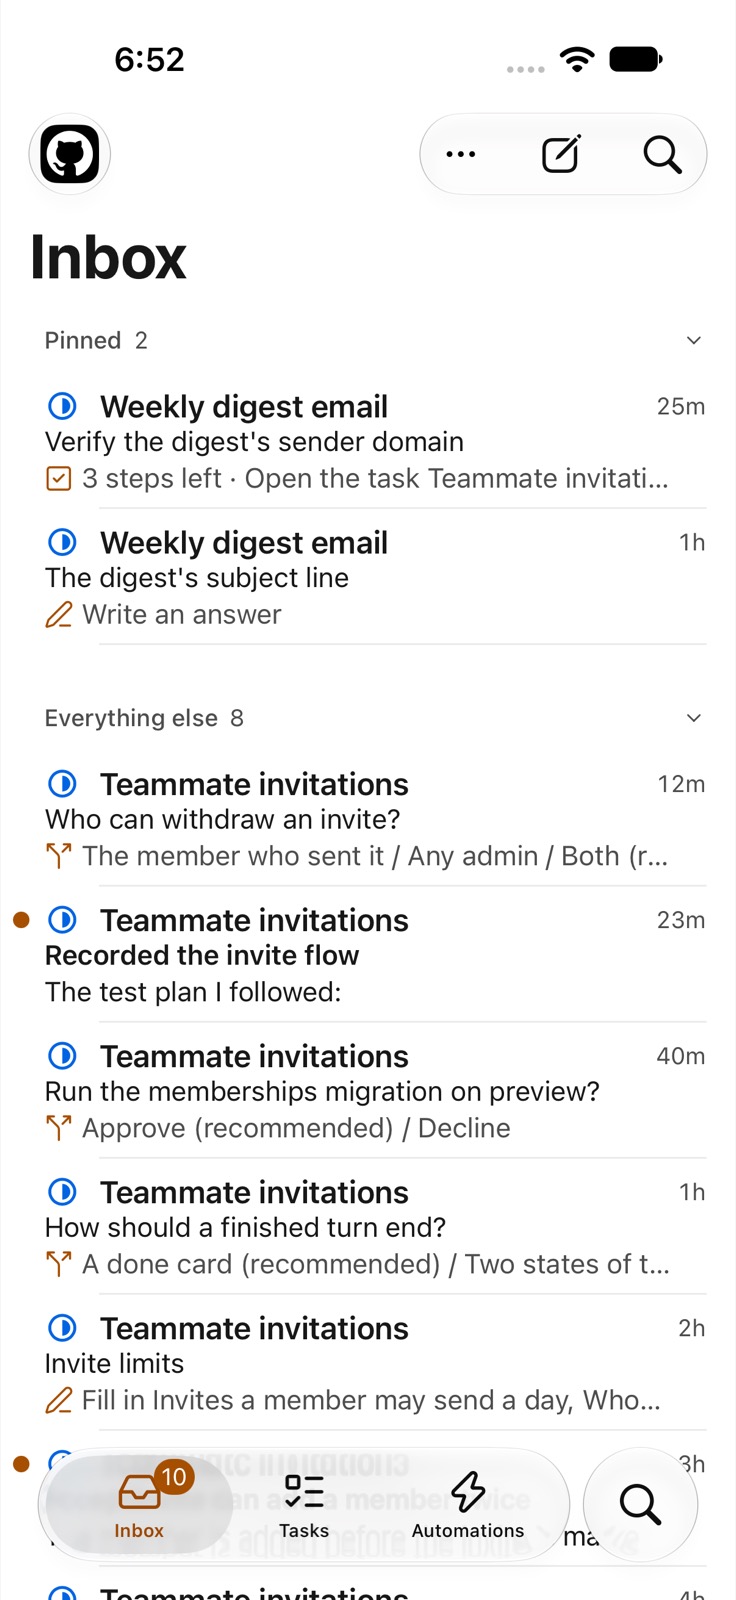 6:52
Inbox
Pinned 2
Weekly digest email 25m
Verify the digest's sender domain
3 steps left · Open the task Teammate invitati...
Weekly digest email 1h
The digest's subject line
Write an answer
Everything else 8
Teammate invitations 12m
Who can withdraw an invite?
The member who sent it / Any admin / Both (r...
Teammate invitations 23m
Recorded the invite flow
The test plan I followed:
Teammate invitations 40m
Run the memberships migration on preview?
Approve (recommended) / Decline
Teammate invitations 1h
How should a finished turn end?
A done card (recommended) / Two states of t...
Teammate invitations 2h
Invite limits
Fill in Invites a member may send a day, Who...
3h
10
Inbox Tasks Automations
Teammate invitations 4h